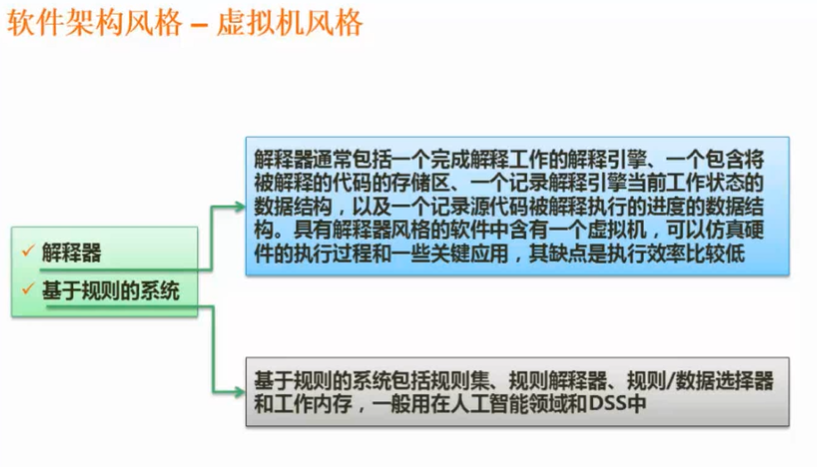 软件架构风格 – 虚拟机风格
解释器通常包括一个完成解释工作的解释引擎、一个包含将
被解释的代码的存储区、一个记录解释引擎当前工作状态的
数据结构，以及一个记录源代码被解释执行的进度的数据结
构。具有解释器风格的软件中含有一个虚拟机，可以仿真硬
件的执行过程和一些关键应用，其缺点是执行效率比较低
✓ 解释器
✓ 基于规则的系统
基于规则的系统包括规则集、规则解释器、规则/数据选择器
和工作内存，一般用在人工智能领域和DSS中